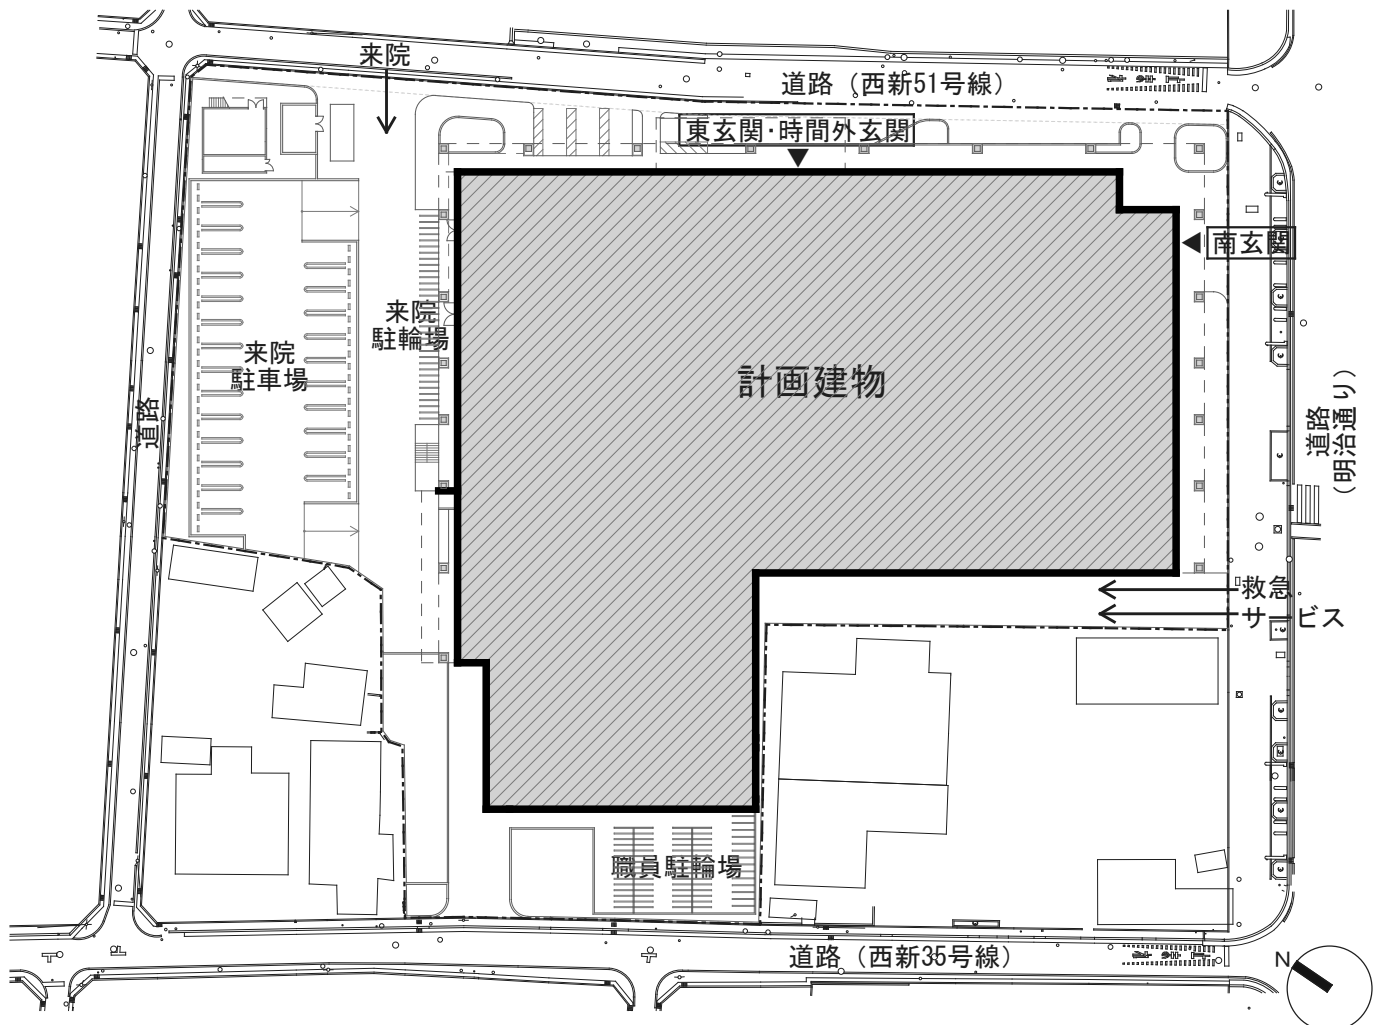 来院
道路（西新51号線）
東玄関・時間外玄関
南玄関
来院
駐輪場
来院
駐車場
計画建物
道路
道路
（明治通り）
救急
サービス
職員駐輪場
道路（西新35号線）
N